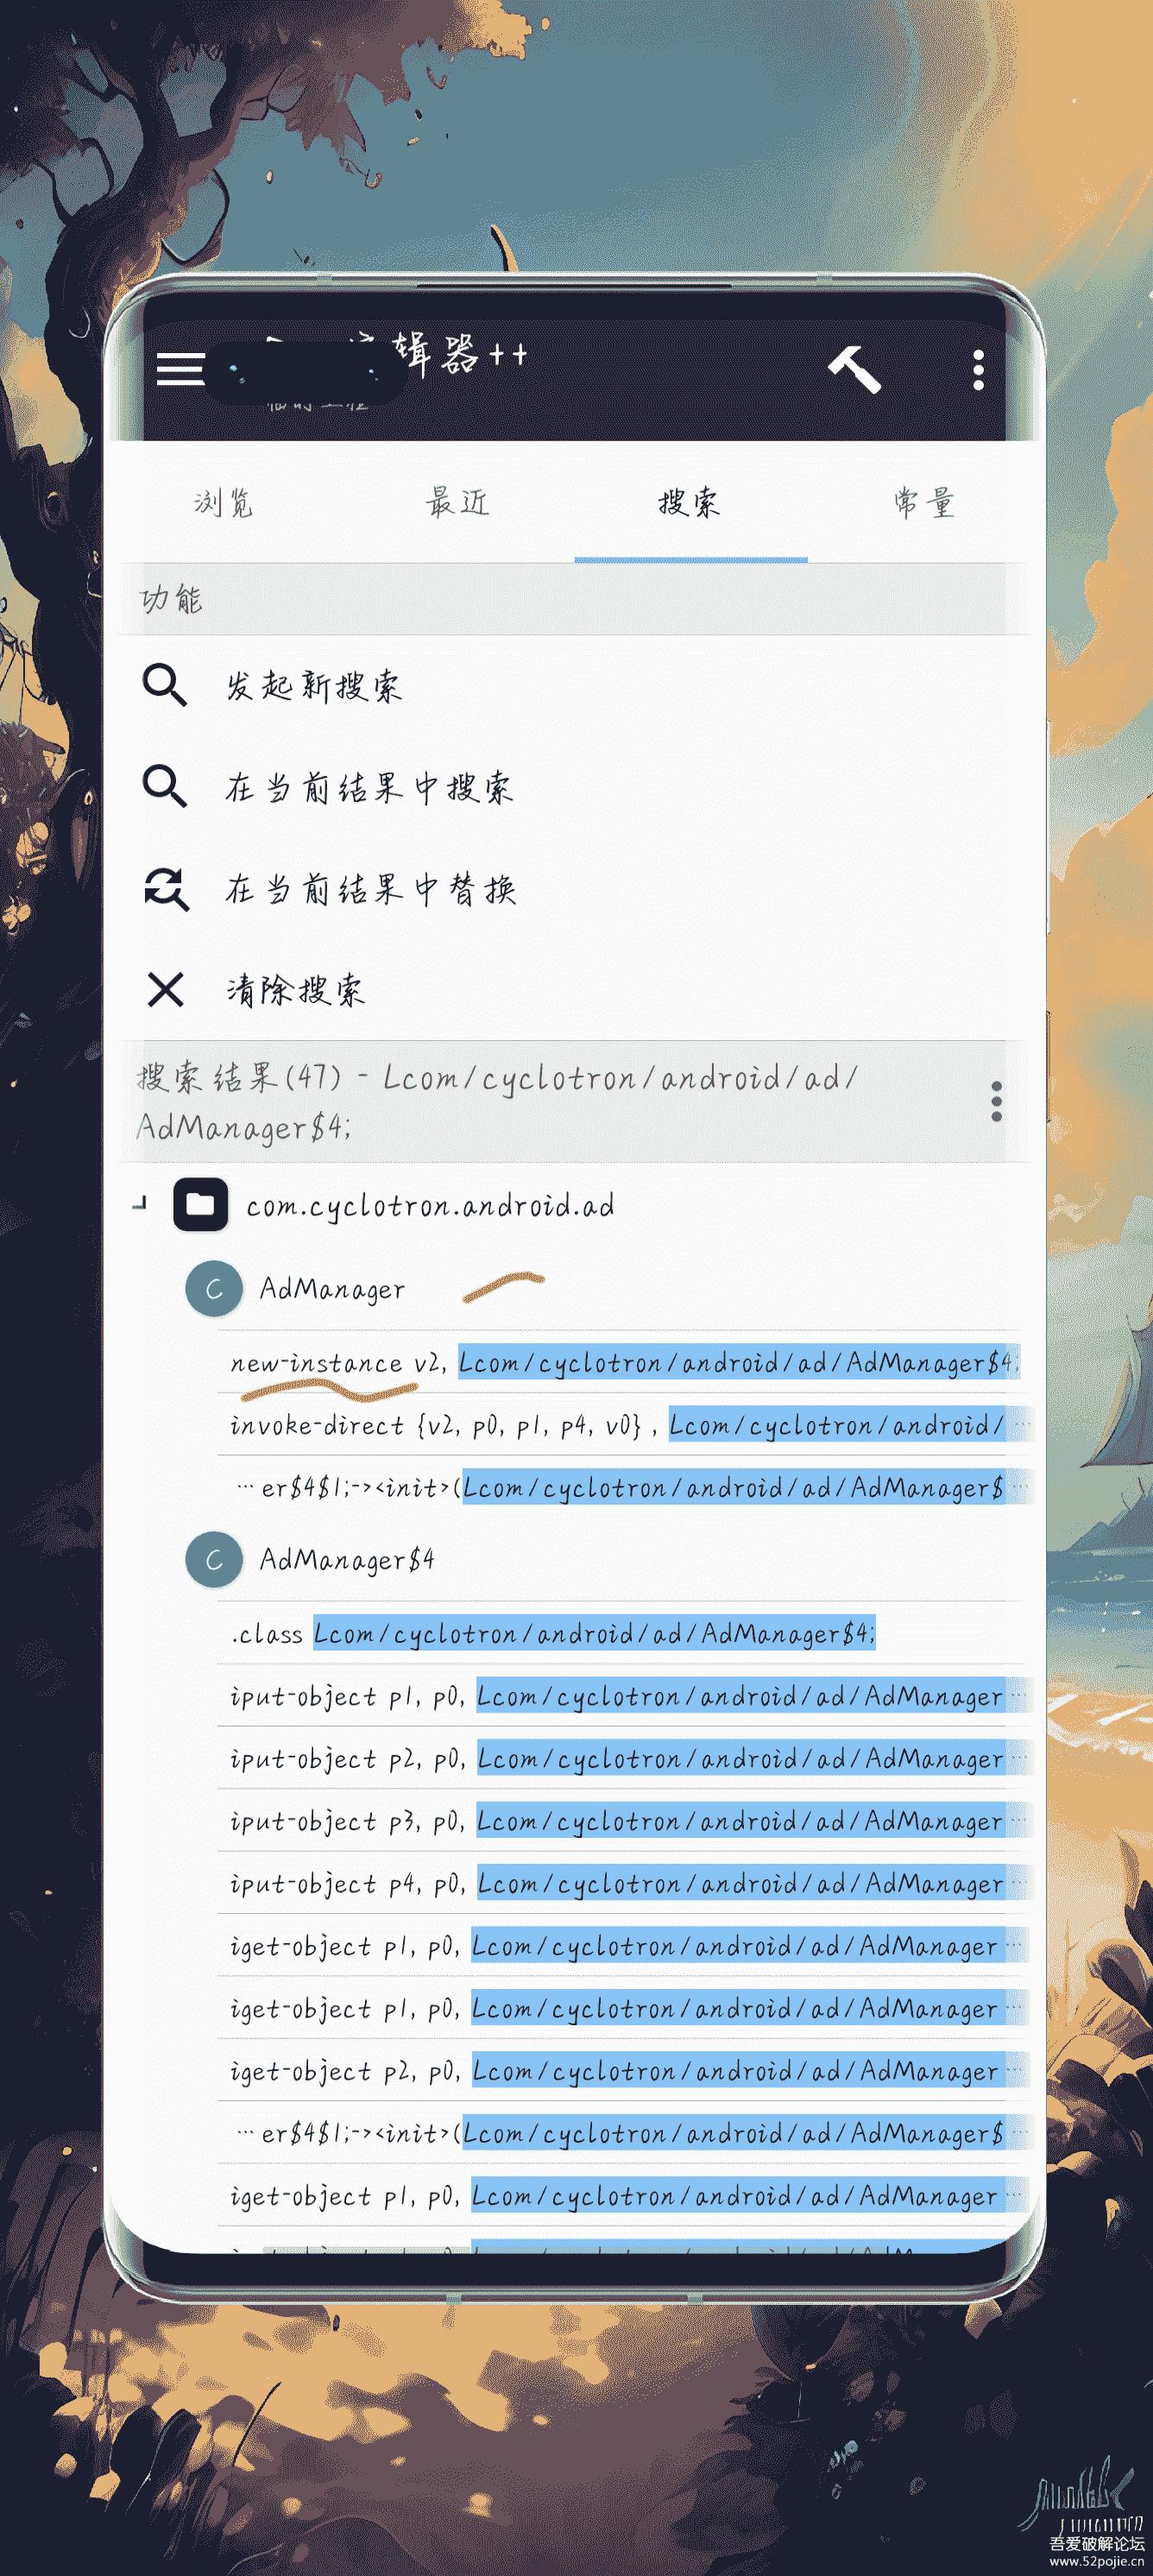 辑器++
浏览
最近
搜索
常量
功能
发起新搜索
在当前结果中搜索
在当前结果中替换
清除搜索
搜索结果(47) - Lcom/cyclotron/android/ad/
AdManager$4;
com.cyclotron.android.ad
C AdManager
new-instance v2, Lcom/cyclotron/android/ad/AdManager$4;
invoke-direct {v2, p0, p1, p4, v0} , Lcom/cyclotron/android/ ...
... er$4$1;-><init>(Lcom/cyclotron/android/ad/AdManager$ ...
C AdManager$4
.class Lcom/cyclotron/android/ad/AdManager$4;
iput-object p1, p0, Lcom/cyclotron/android/ad/AdManager ...
iput-object p2, p0, Lcom/cyclotron/android/ad/AdManager ...
iput-object p3, p0, Lcom/cyclotron/android/ad/AdManager ...
iput-object p4, p0, Lcom/cyclotron/android/ad/AdManager ...
iget-object p1, p0, Lcom/cyclotron/android/ad/AdManager ...
iget-object p1, p0, Lcom/cyclotron/android/ad/AdManager ...
iget-object p2, p0, Lcom/cyclotron/android/ad/AdManager ...
... er$4$1;-><init>(Lcom/cyclotron/android/ad/AdManager$ ...
iget-object p1, p0, Lcom/cyclotron/android/ad/AdManager ...
吾爱破解论坛
www.52pojie.cn